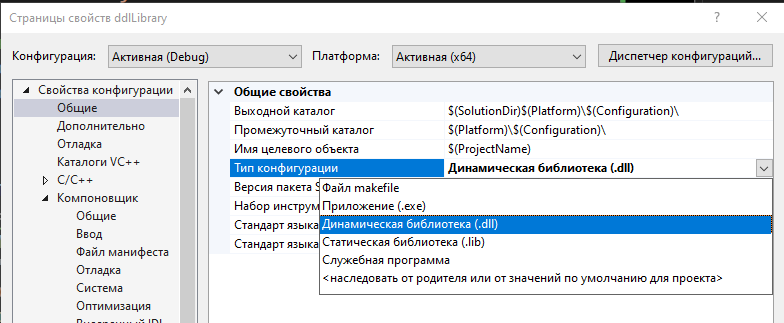 Страницы свойств ddlLibrary
Конфигурация: Активная (Debug) Платформа: Активная (x64) Диспетчер конфигураций...
Свойства конфигурации
Общие
Дополнительно
Отладка
Каталоги VC++
C/C++
Компоновщик
Общие
Ввод
Файл манифеста
Отладка
Система
Оптимизация
Общие свойства
Выходной каталог $(SolutionDir)$(Platform)\$(Configuration)\
Промежуточный каталог $(Platform)\$(Configuration)\
Имя целевого объекта $(ProjectName)
Тип конфигурации Динамическая библиотека (.dll)
Версия пакета S
Набор инструм
Стандарт языка
Стандарт языка
Файл makefile
Приложение (.exe)
Динамическая библиотека (.dll)
Статическая библиотека (.lib)
Служебная программа
<наследовать от родителя или от значений по умолчанию для проекта>